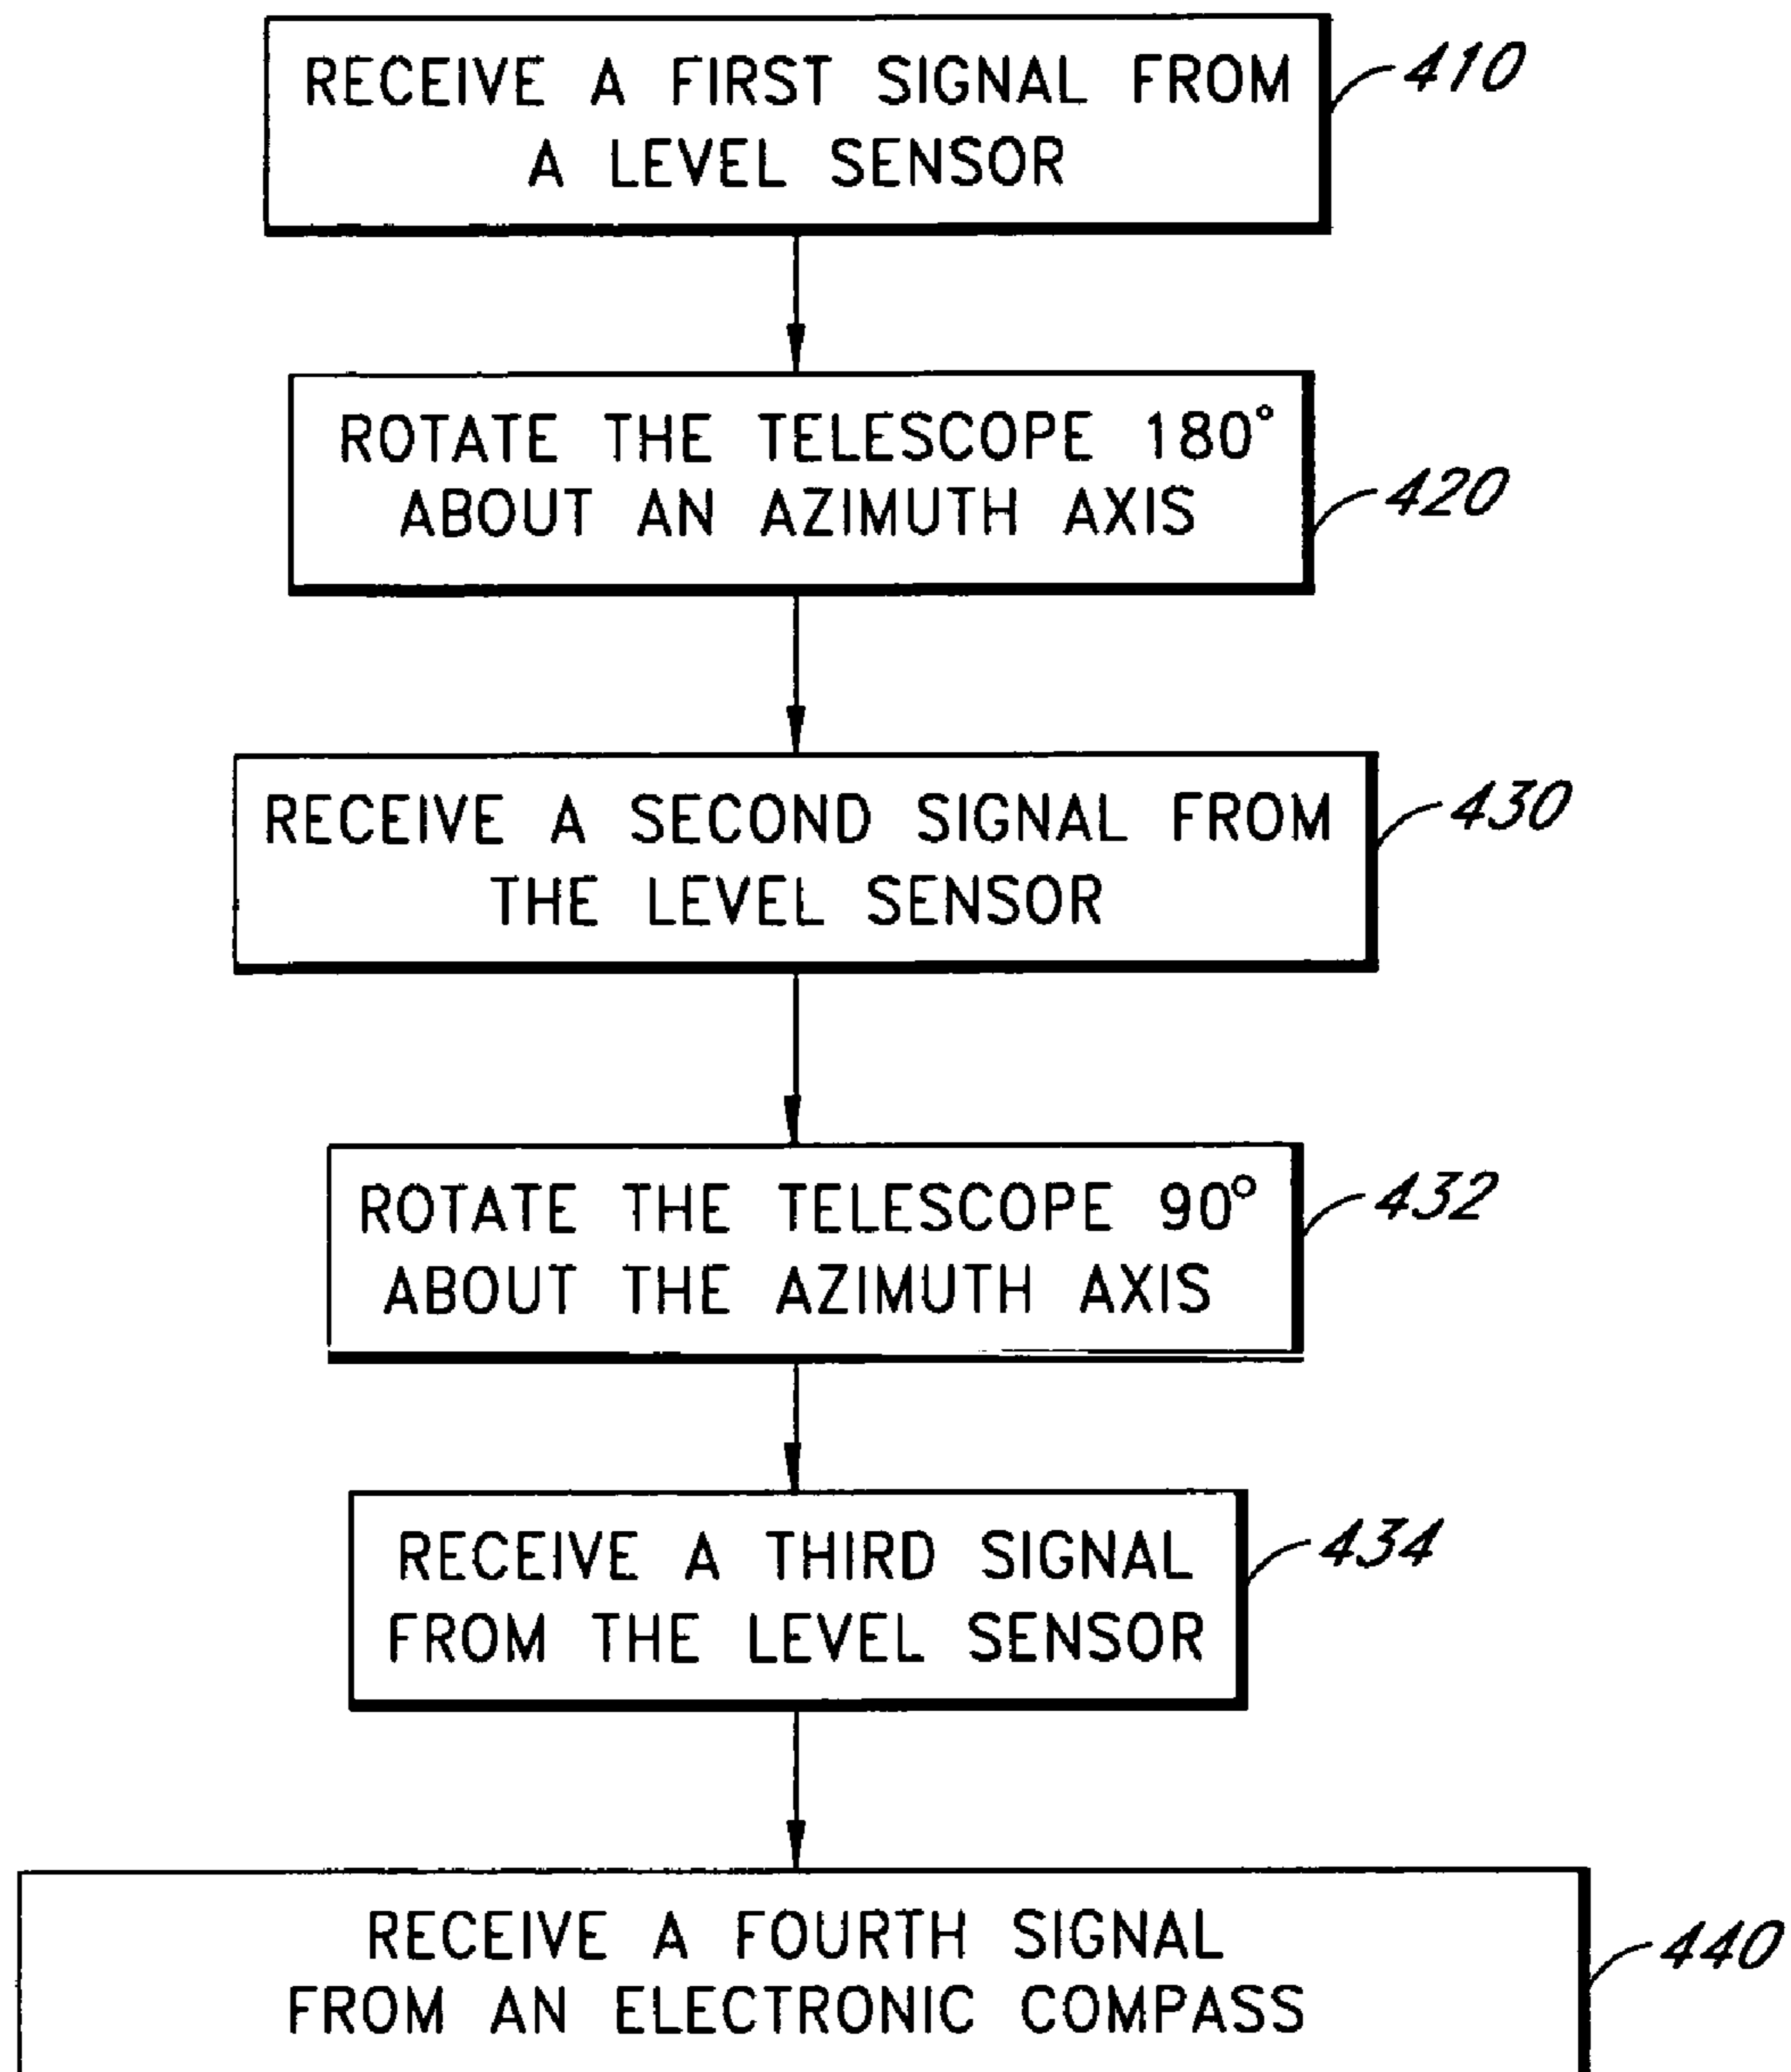 RECEIVE A FIRST SIGNAL FROM
A LEVEL SENSOR
410
ROTATE THE TELESCOPE 180°
ABOUT AN AZIMUTH AXIS
420
RECEIVE A SECOND SIGNAL FROM
THE LEVEL SENSOR
430
ROTATE THE TELESCOPE 90°
ABOUT THE AZIMUTH AXIS
432
RECEIVE A THIRD SIGNAL
FROM THE LEVEL SENSOR
434
RECEIVE A FOURTH SIGNAL
FROM AN ELECTRONIC COMPASS
440